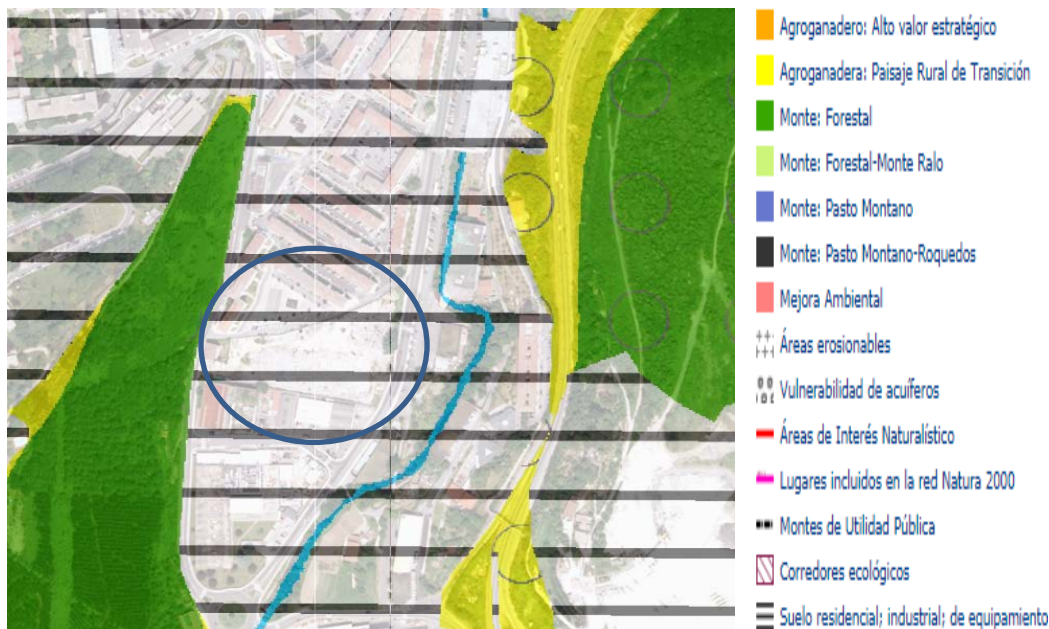 Agroganadero: Alto valor estratégico
Agroganadera: Paisaje Rural de Transición
Monte: Forestal
Monte: Forestal-Monte Ralo
Monte: Pasto Montano
Monte: Pasto Montano-Roquedos
Mejora Ambiental
Áreas erosionables
Vulnerabilidad de acuíferos
Áreas de Interés Naturalístico
Lugares incluidos en la red Natura 2000
Montes de Utilidad Pública
Corredores ecológicos
Suelo residencial; industrial; de equipamiento